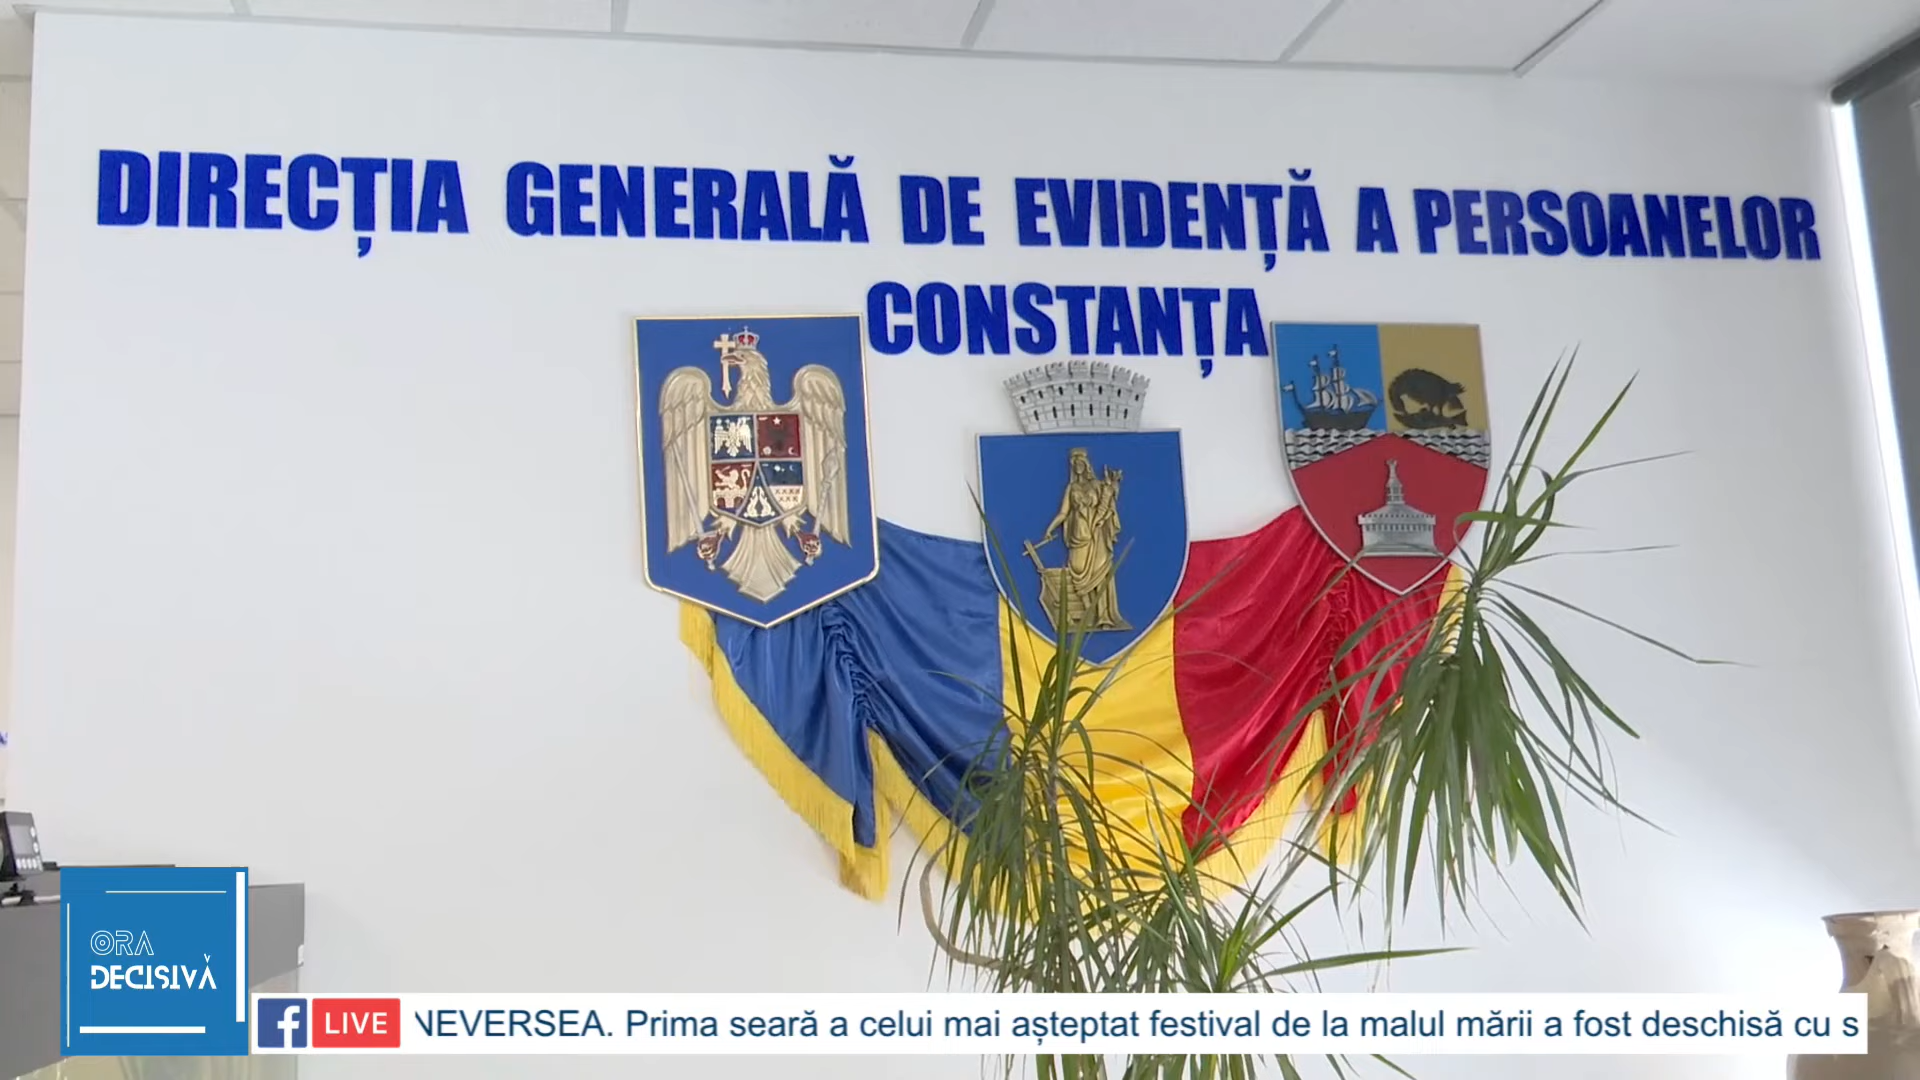 DIRECȚIA GENERALĂ DE EVIDENȚĂ A PERSOANELOR
CONSTANȚA
ORA
DECISIVĂ
LIVE
NEVERSEA. Prima seară a celui mai așteptat festival de la malul mării a fost deschisă cu s